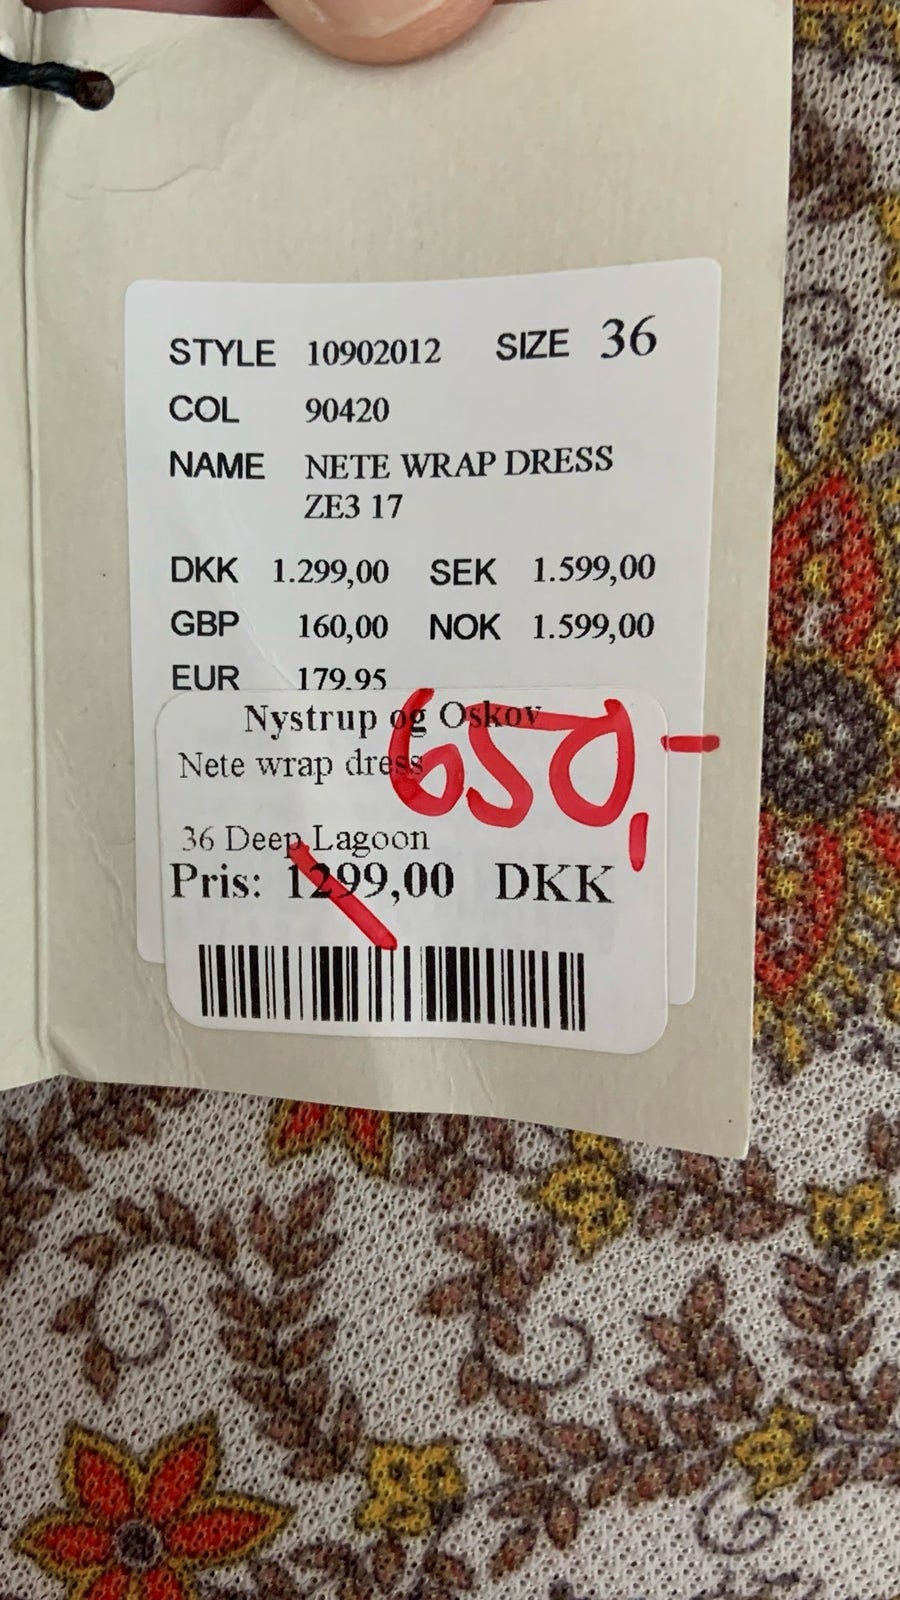 STYLE 10902012 SIZE 36
COL 90420
NAME NETE WRAP DRESS
ZE3 17
DKK 1.299,00 SEK 1.599,00
GBP 160,00 NOK 1.599,00
EUR 179,95
Nystrup og Oskov
650,-
Nete wrap dress
36 Deep Lagoon
Pris: 1299,00 DKK